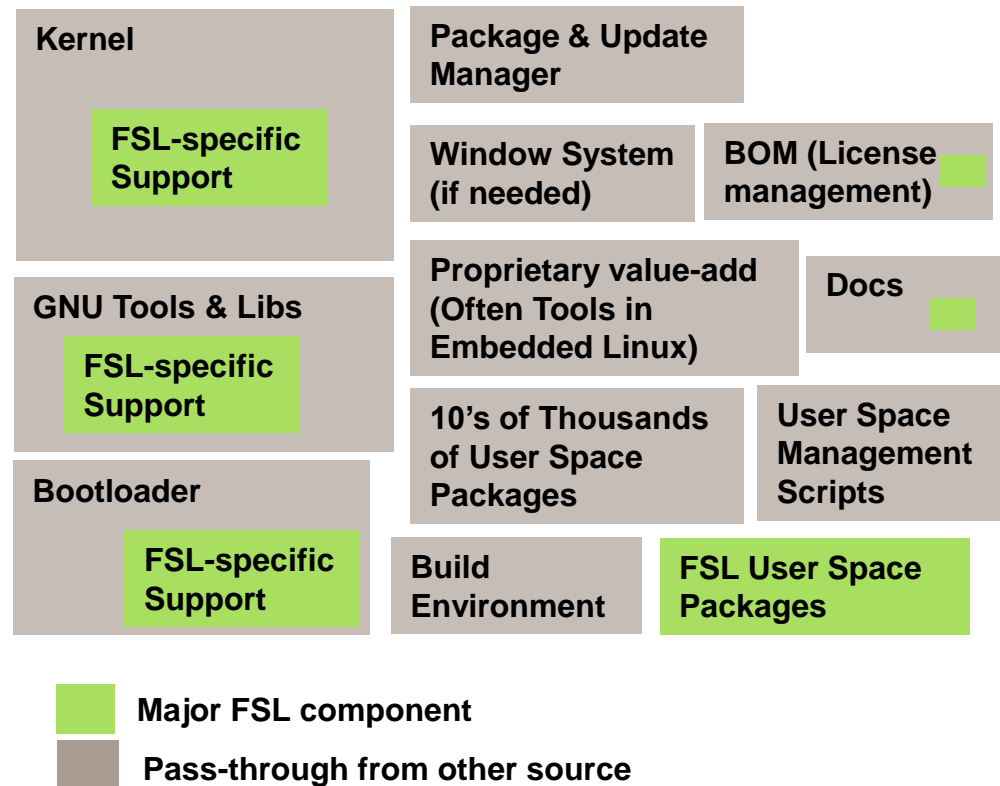 Kernel
FSL-specific
Support
GNU Tools & Libs
FSL-specific
Support
Bootloader
FSL-specific
Support
Package & Update
Manager
Window System
(if needed)
BOM (License
management)
Proprietary value-add
(Often Tools in
Embedded Linux)
Docs
10’s of Thousands
of User Space
Packages
User Space
Management
Scripts
Build
Environment
FSL User Space
Packages
Major FSL component
Pass-through from other source